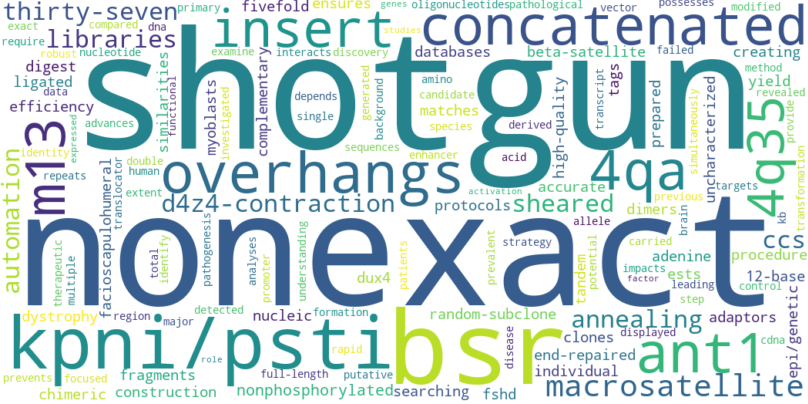 thirty-seven
primary
fivefold
ensures
oligonucleotides
pathological
genes
exact compared dna
libraries
insert
concatenated
vector possesses modified
require nucleotide
robust
examine
interacts discovery
studies
method
digest
data
ligated
similarities
functional
myoblasts
investigated
complementary
databases
beta-satellite
failed
creating
yield
revealed
efficiency
advances
shotgun
depends
single
generated
background
amino
candidate
matches
species
enhancer
sequences
derived
acid
high-quality
transcript
tags
prepared
simultaneously
uncharacterized
provide
transformation
m13
expressed
identity
repeats
double
human
extent
facioscapulohumeral
translocator
overhangs
4qa
4q35
d4z4-contraction
protocols
activation
accurate
sheared
previous
targets
kb
automation
therapeutic
multiple
nonexact
total
identify
pathogenesis
analyses
promoter
understanding
patients
dux4
prevalent
strategy
dimers
allele
carried
brain
ests
tandem
potential
impacts
leading
factor
step
adenine
ccs
procedure
12-base
control
dystrophy
region
major
nucleic
detected
formation
random-subclone
annealing
adaptors
cdna
epi/genetic
kpni/psti
bsr
role
rapid
disease
clones
displayed
end-repaired
individual
ant1
prevents
focused
fragments
full-length
putative
chimeric
construction
nonphosphorylated
searching
fshd
macrosatellite